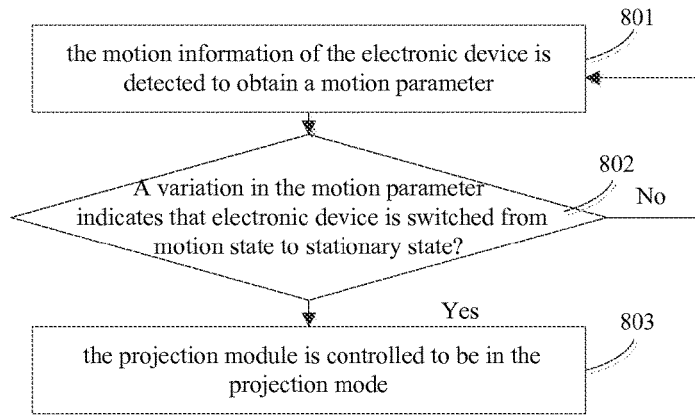 801
the motion information of the electronic device is
detected to obtain a motion parameter
802
A variation in the motion parameter
indicates that electronic device is switched from
motion state to stationary state?
No
Yes
803
the projection module is controlled to be in the
projection mode